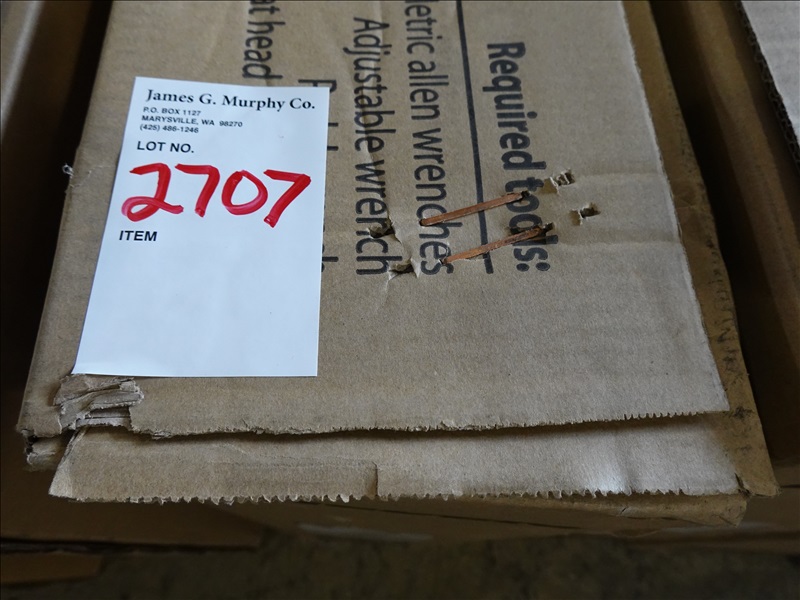 James G. Murphy Co.
P.O. BOX 1127
MARYSVILLE, WA 98270
(425) 486-1246
LOT NO.
2707
ITEM
Required tools:
etric allen wrenches
Adjustable wrench
at head